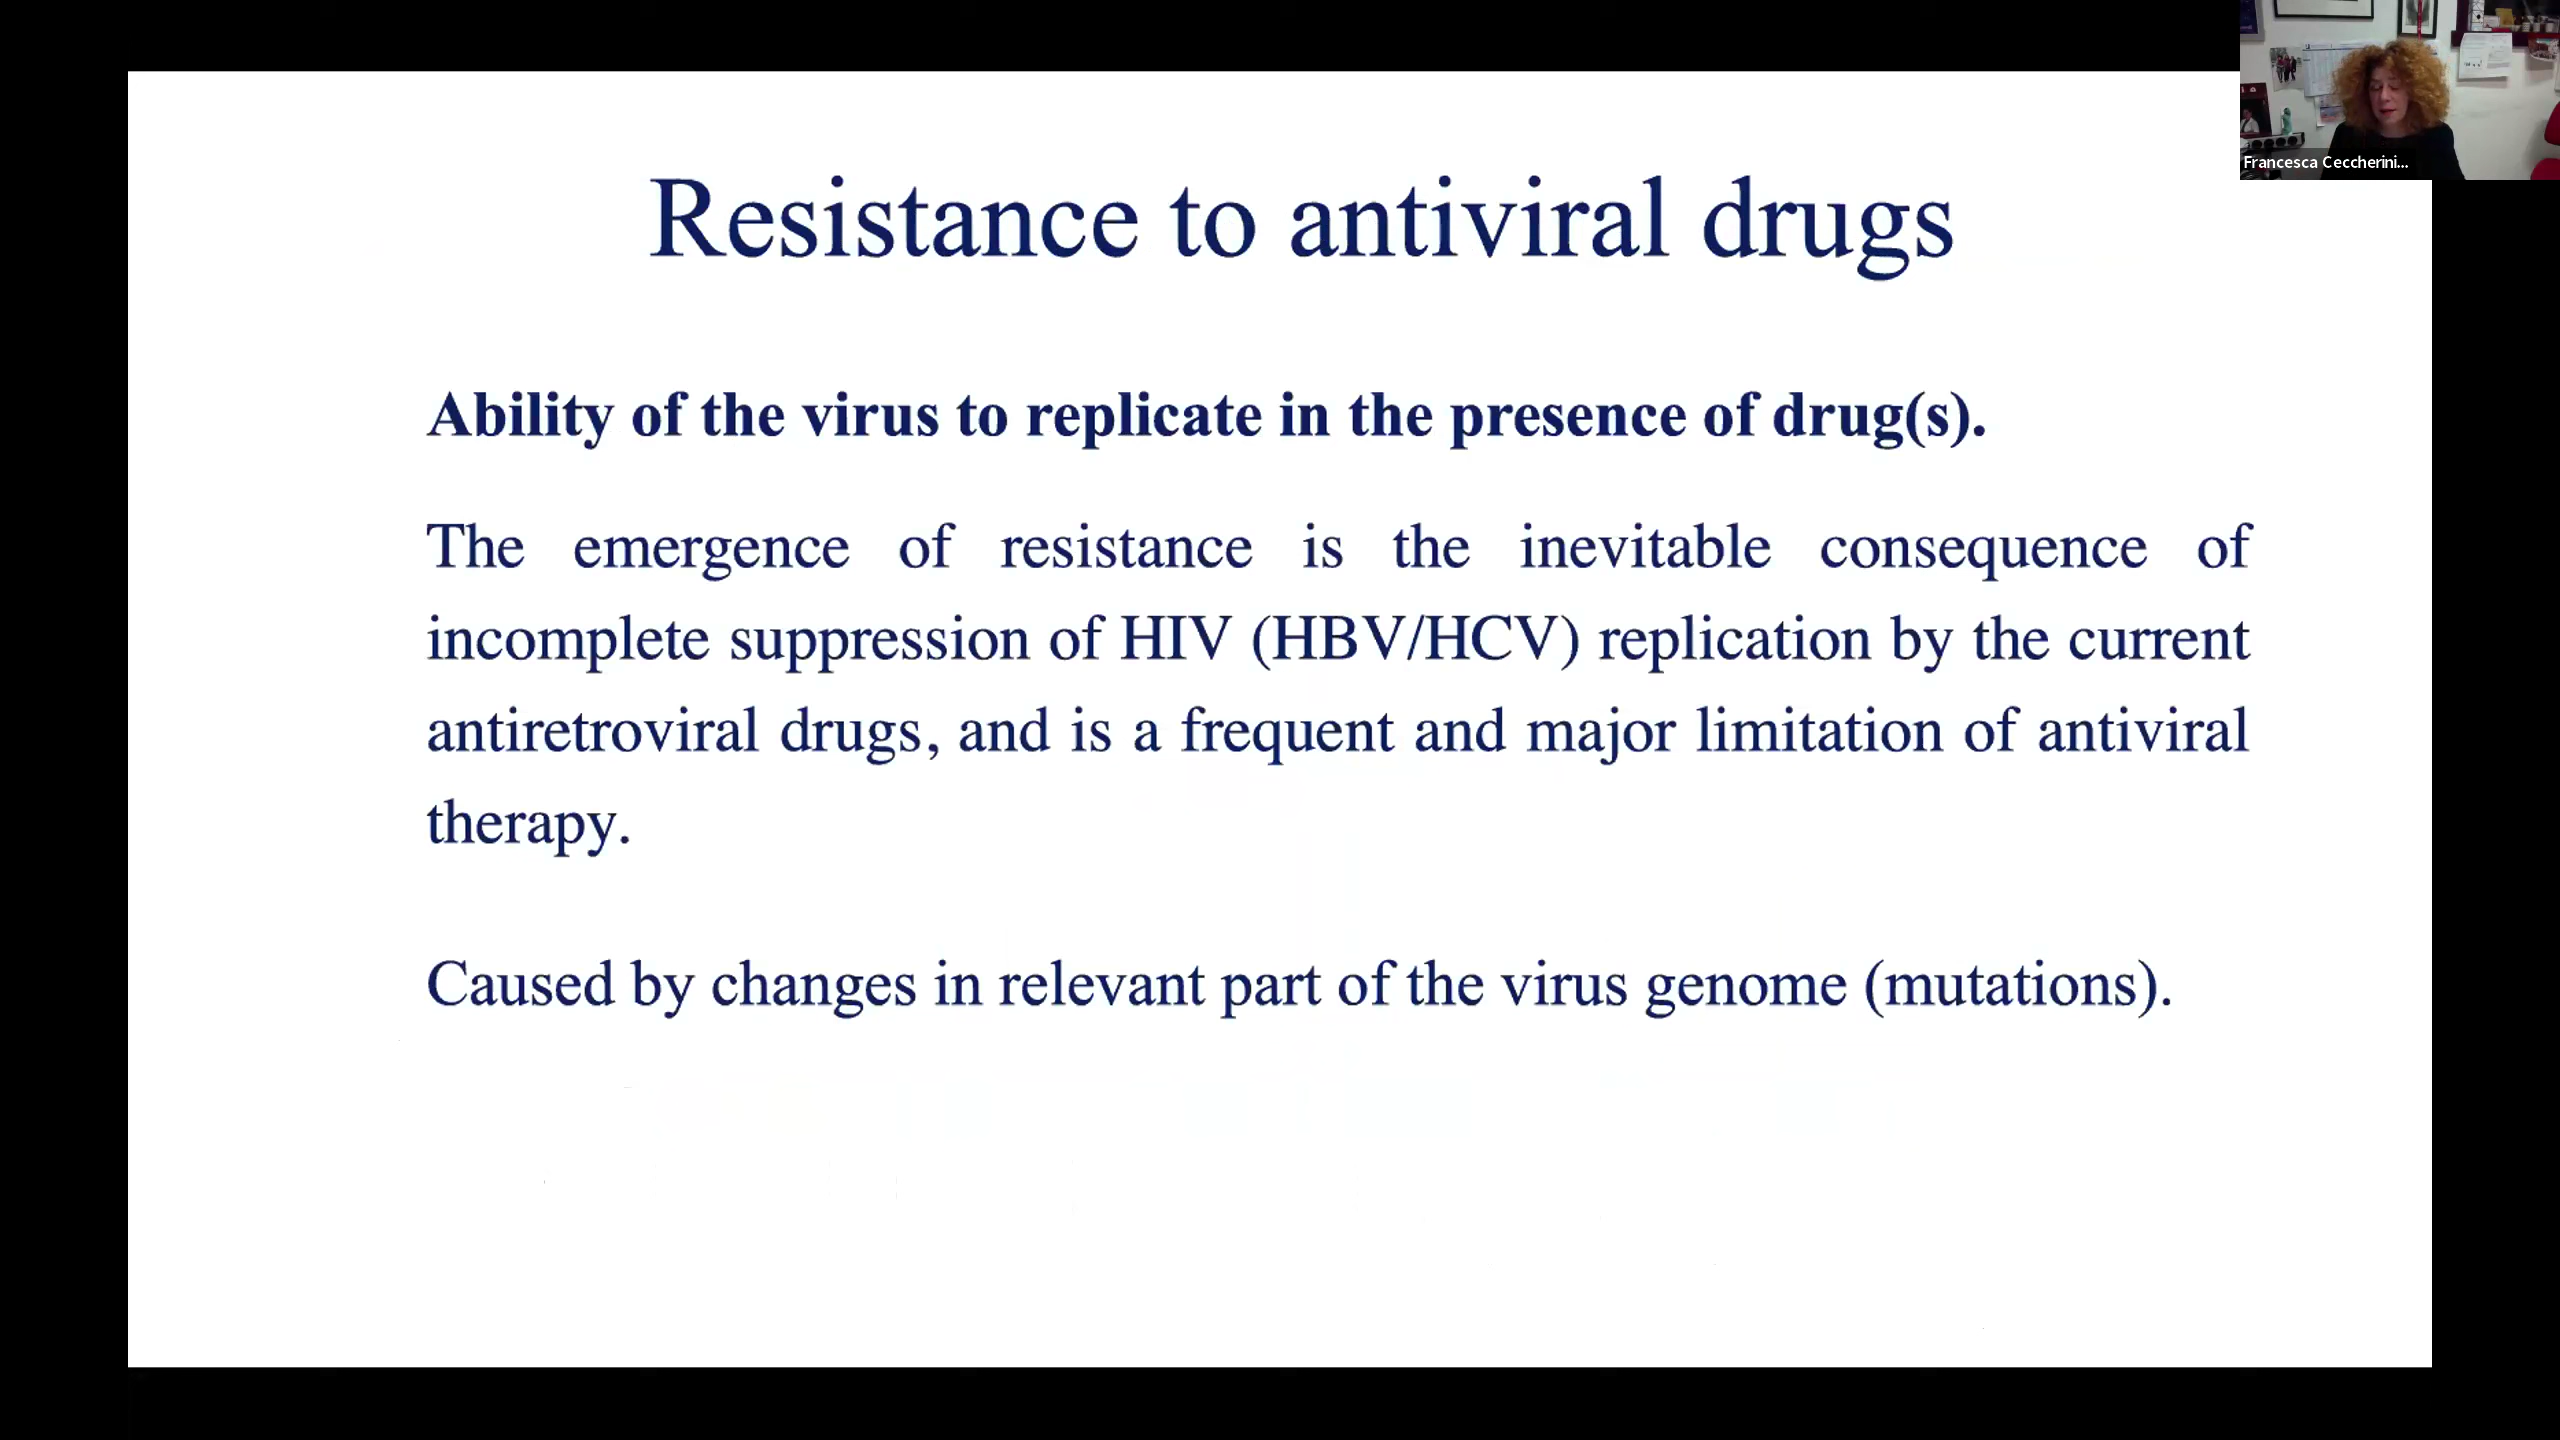 Francesca Ceccherini...
Resistance to antiviral drugs
Ability of the virus to replicate in the presence of drug(s).
The emergence of resistance is the inevitable consequence of
incomplete suppression of HIV (HBV/HCV) replication by the current
antiretroviral drugs, and is a frequent and major limitation of antiviral
therapy.
Caused by changes in relevant part of the virus genome (mutations).